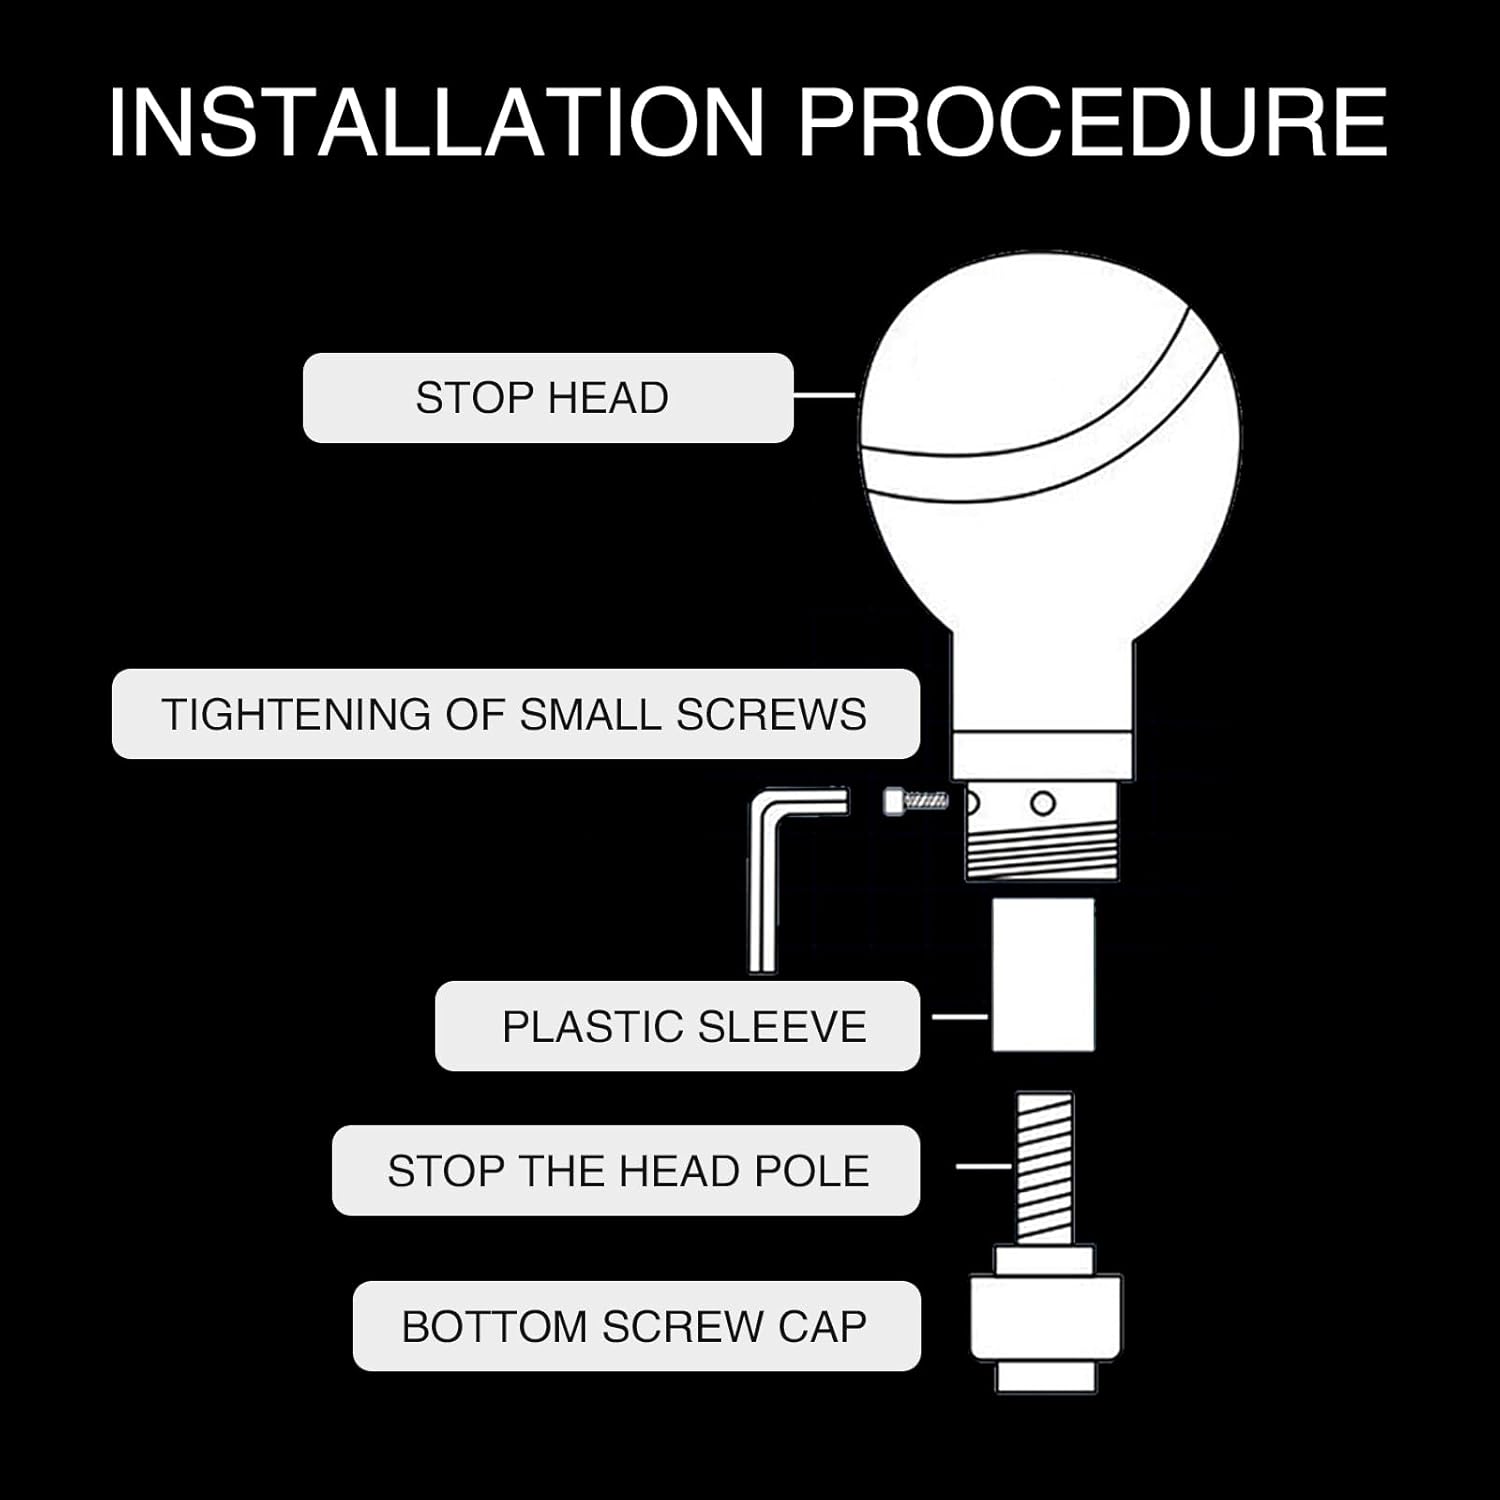 INSTALLATION PROCEDURE
STOP HEAD
TIGHTENING OF SMALL SCREWS
PLASTIC SLEEVE
STOP THE HEAD POLE
BOTTOM SCREW CAP